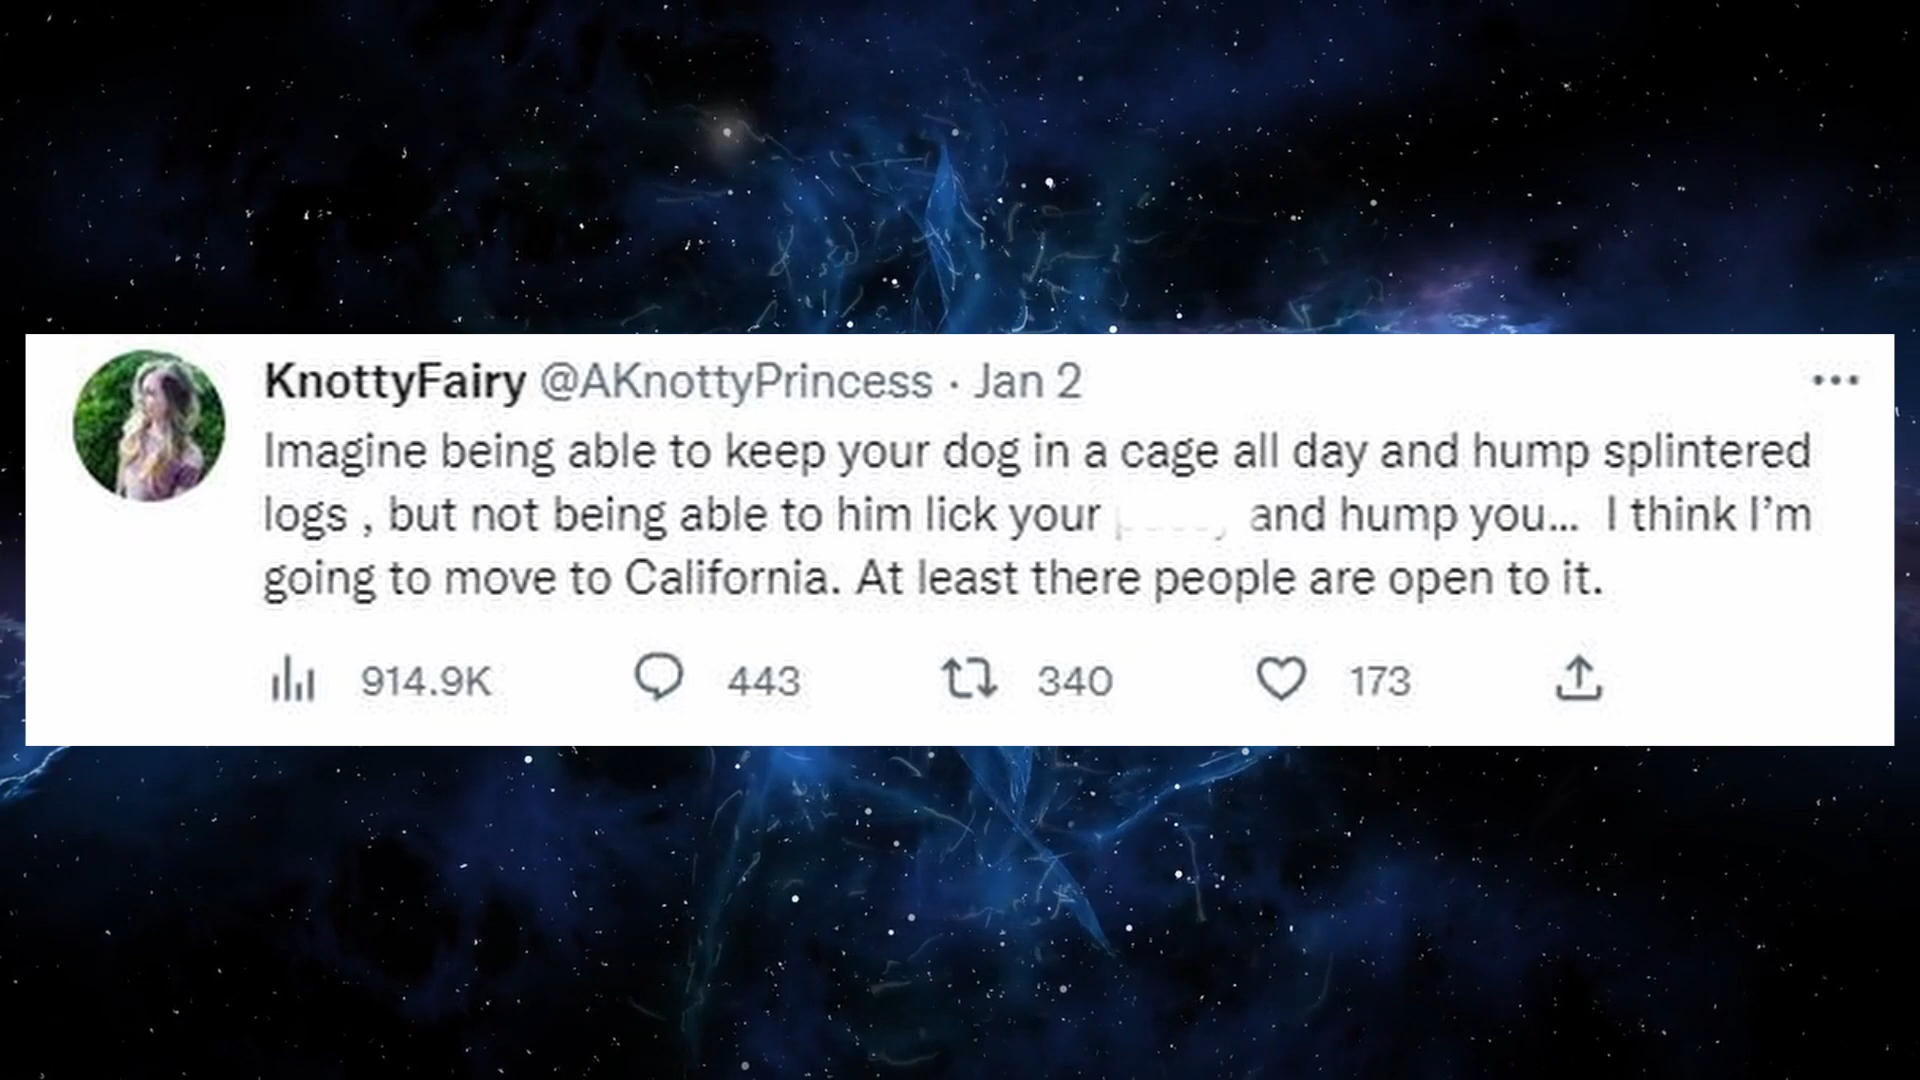 KnottyFairy @AKnottyPrincess · Jan 2
Imagine being able to keep your dog in a cage all day and hump splintered
logs , but not being able to him lick your and hump you... I think I'm
going to move to California. At least there people are open to it.
914.9K 443 340 173